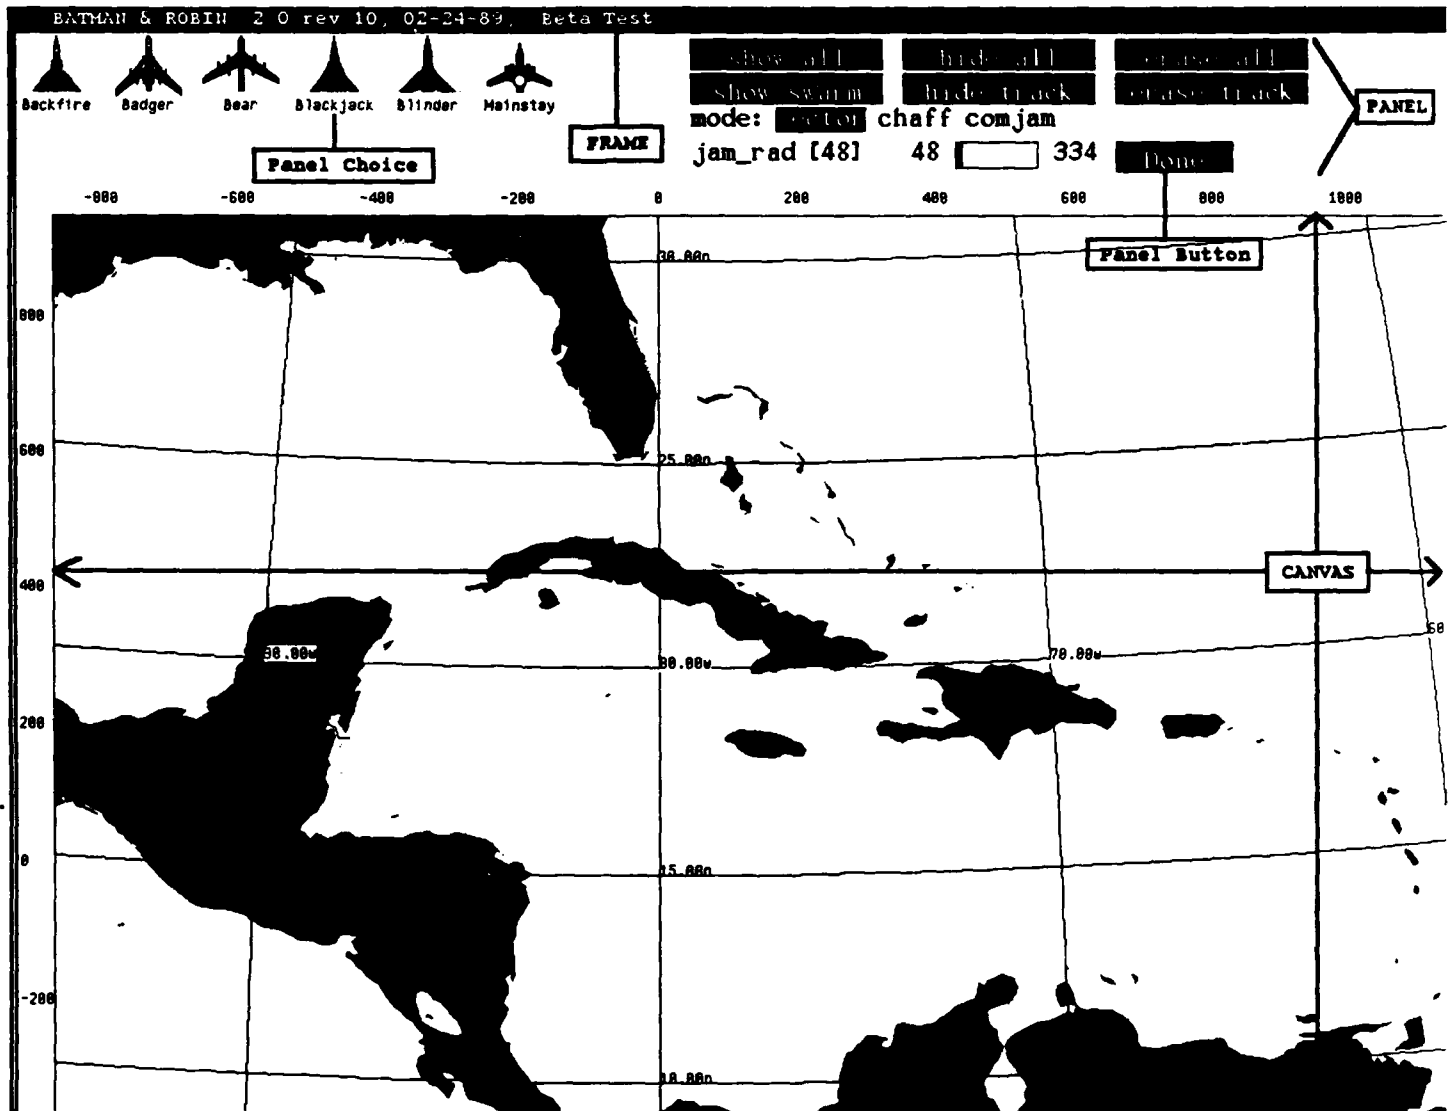 BATMAN & ROBIN 2 0 rev 10, 02-24-89, Beta Test
Backfire Badger Bear Blackjack Blinder Mainstay
show all hide all erase all
show swarm hide track erase track
PANEL
mode: vector chaff comjam
FRAME
jam_rad [48] 48 334 Done
Panel Choice
-800 -600 -400 -200 0 200 400 600 800 1000
Panel Button
30.00n
800
600
25.00n
400
CANVAS
60
90.00w
80.00w
70.00w
200
0
15.00n
-200
10.00n